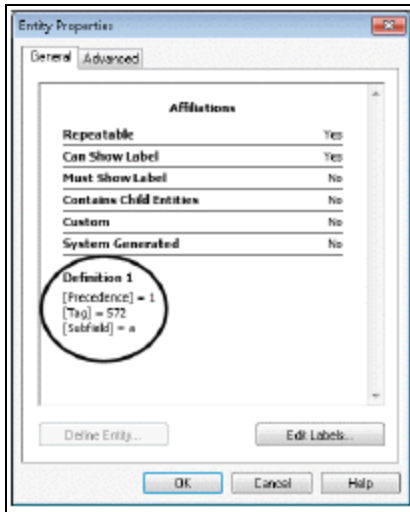 Entity Properties
General Advanced
Affiliations
Repeatable Yes
Can Show Label Yes
Must Show Label No
Contains Child Entities No
Custom No
System Generated No
Definition 1
[Precedence] = 1
[Tag] = 572
[Subfield] = a
Define Entity... Edit Labels...
OK Cancel Help